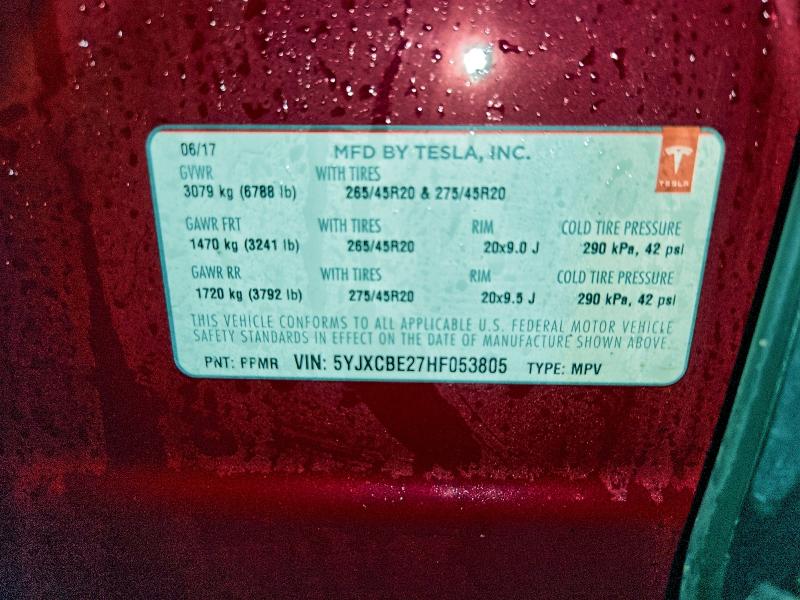 06/17 MFD BY TESLA, INC.
TESLA
GVWR WITH TIRES
3079 kg (6788 lb) 265/45R20 & 275/45R20
GAWR FRT WITH TIRES RIM COLD TIRE PRESSURE
1470 kg (3241 lb) 265/45R20 20x9.0 J 290 kPa, 42 psi
GAWR RR WITH TIRES RIM COLD TIRE PRESSURE
1720 kg (3792 lb) 275/45R20 20x9.5 J 290 kPa, 42 psi
THIS VEHICLE CONFORMS TO ALL APPLICABLE U.S. FEDERAL MOTOR VEHICLE
SAFETY STANDARDS IN EFFECT ON THE DATE OF MANUFACTURE SHOWN ABOVE.
PNT: PPMR VIN: 5YJXCBE27HF053805 TYPE: MPV